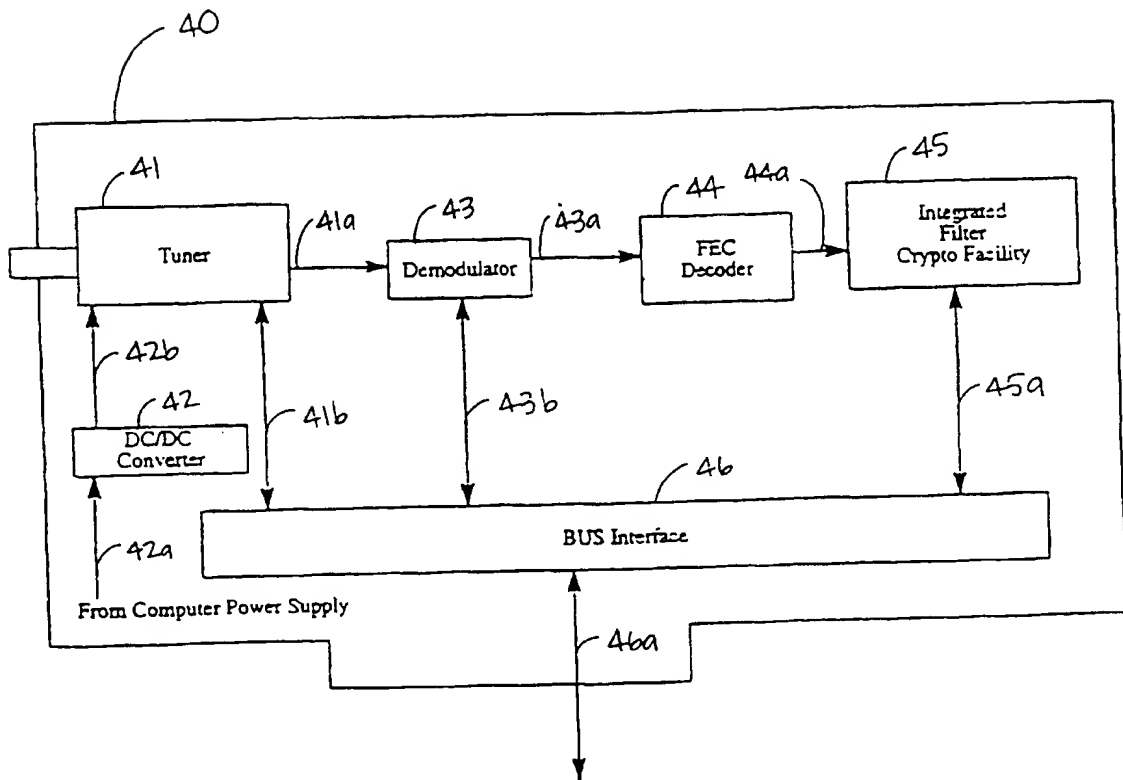 40
41
Tuner
41a
43
Demodulator
43a
44
FEC
Decoder
44a
45
Integrated
Filter
Crypto Facility
42b
42
DC/DC
Converter
41b
43b
45a
46
BUS Interface
42a
From Computer Power Supply
46a